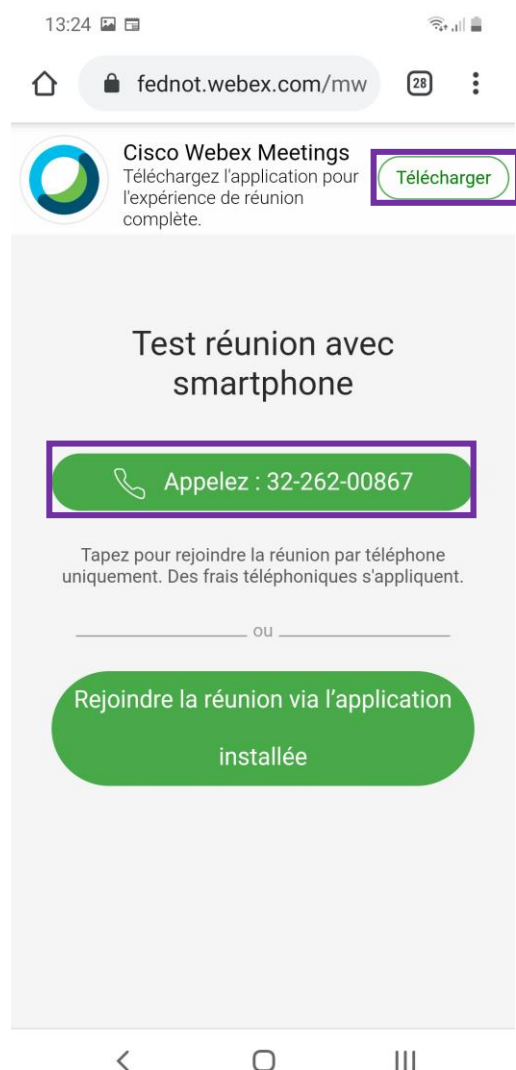 13:24
fednot.webex.com/mw
28
Cisco Webex Meetings
Téléchargez l'application pour
l'expérience de réunion
complète.
Télécharger
Test réunion avec
smartphone
Appelez : 32-262-00867
Tapez pour rejoindre la réunion par téléphone
uniquement. Des frais téléphoniques s'appliquent.
ou
Rejoindre la réunion via l’application
installée